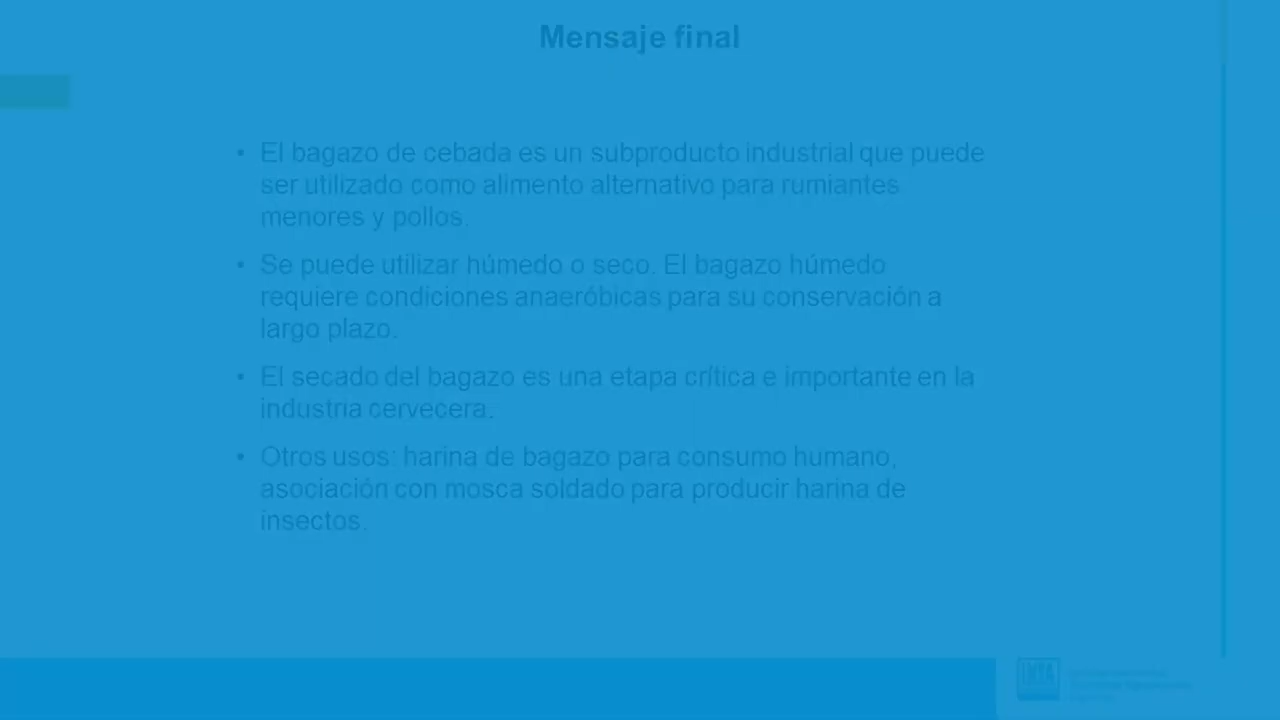 Mensaje final
• El bagazo de cebada es un subproducto industrial que puede
ser utilizado como alimento alternativo para rumiantes
menores y pollos.
• Se puede utilizar húmedo o seco. El bagazo húmedo
requiere condiciones anaeróbicas para su conservación a
largo plazo.
• El secado del bagazo es una etapa crítica e importante en la
industria cervecera.
• Otros usos: harina de bagazo para consumo humano,
asociación con mosca soldado para producir harina de
insectos.
INTA